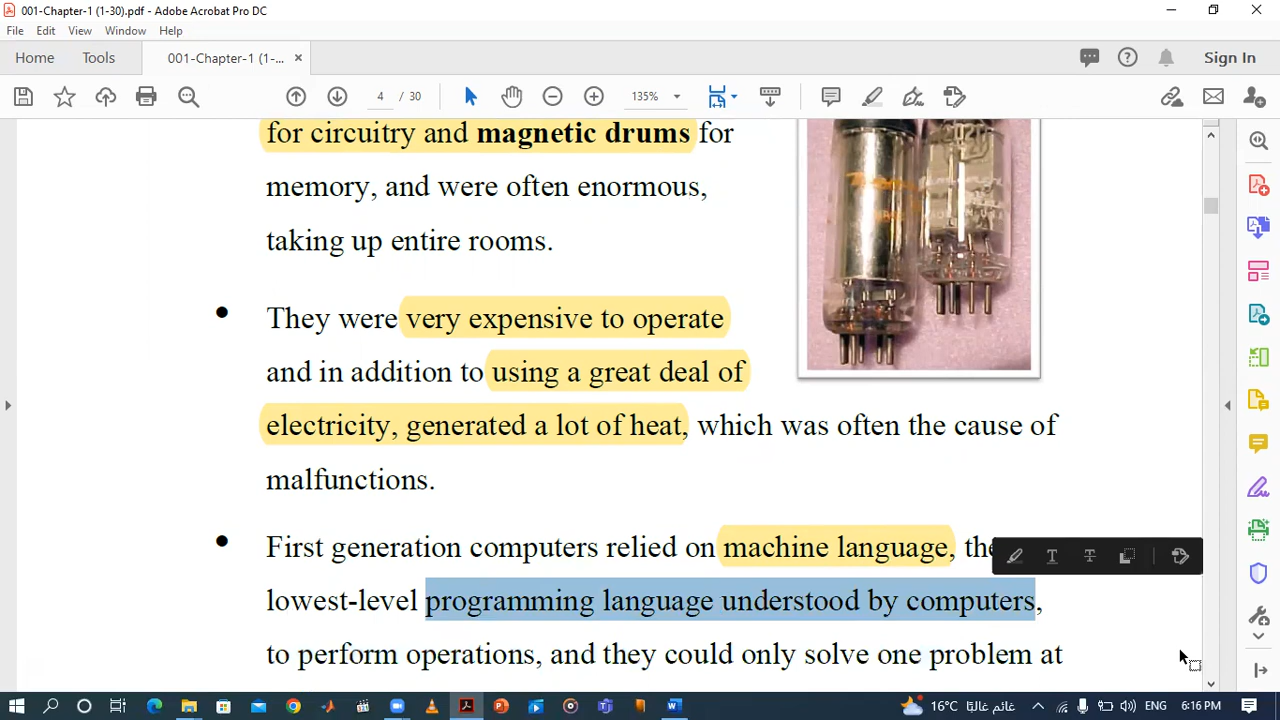 001-Chapter-1 (1-30).pdf - Adobe Acrobat Pro DC
File Edit View Window Help
Home Tools 001-Chapter-1 (1-... × Sign In
4 / 30 135%
for circuitry and magnetic drums for
memory, and were often enormous,
taking up entire rooms.
• They were very expensive to operate
and in addition to using a great deal of
electricity, generated a lot of heat, which was often the cause of
malfunctions.
• First generation computers relied on machine language, the
lowest-level programming language understood by computers,
to perform operations, and they could only solve one problem at
16°C غائم غالبًا ENG 6:16 PM